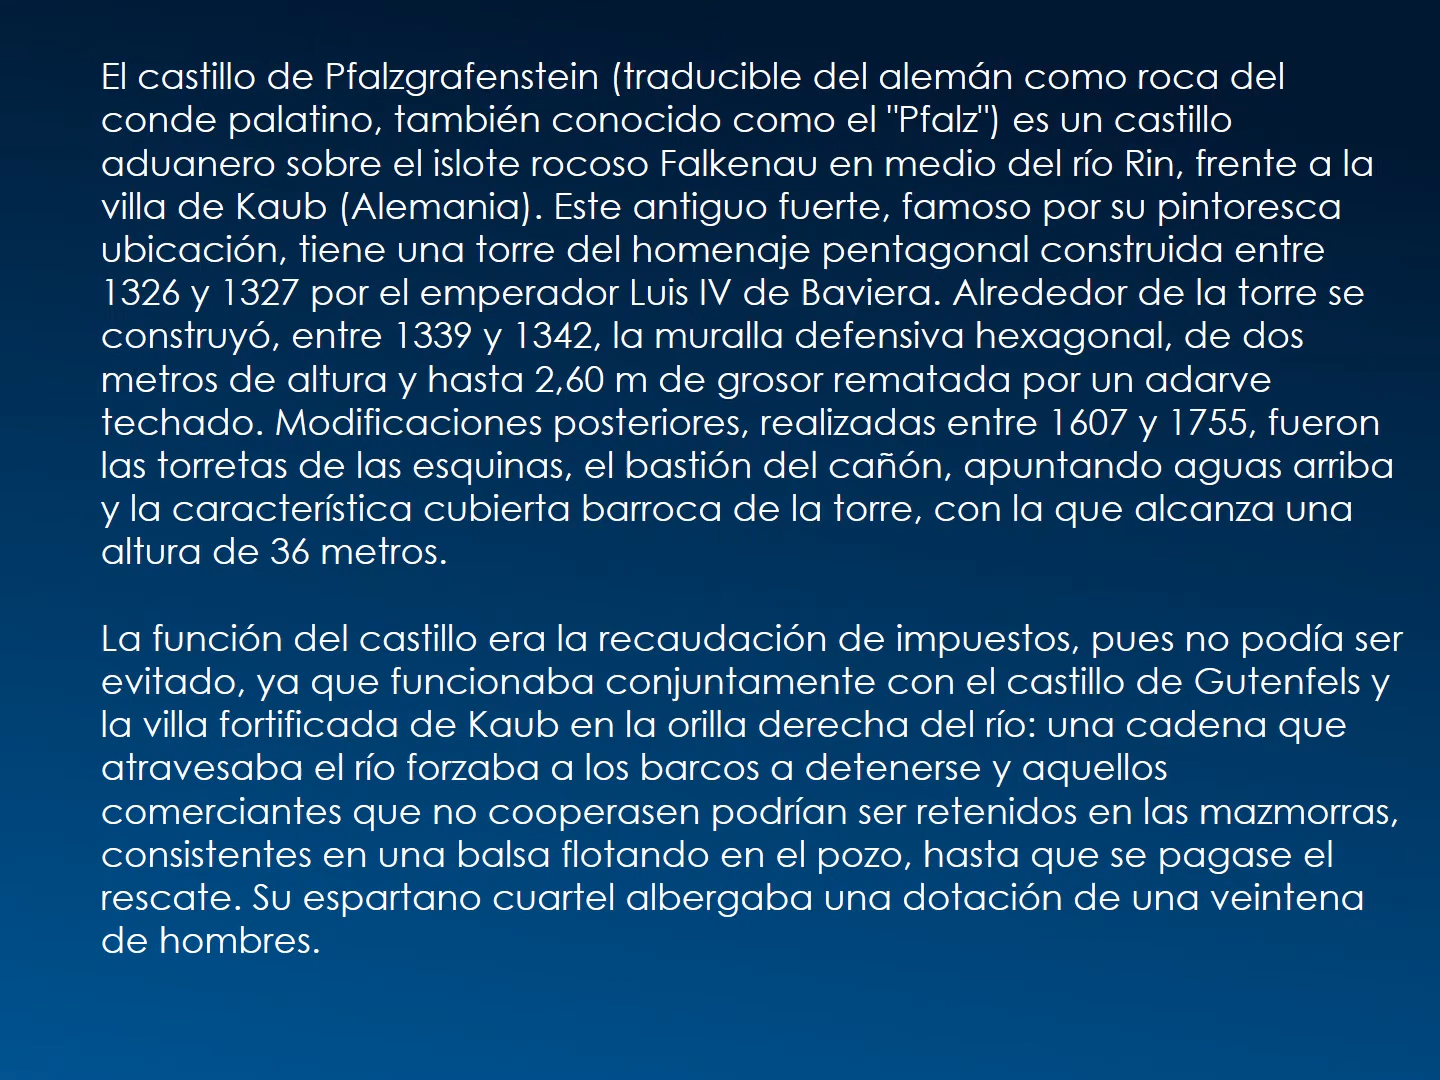 El castillo de Pfalzgrafenstein (traducible del alemán como roca del
conde palatino, también conocido como el "Pfalz") es un castillo
aduanero sobre el islote rocoso Falkenau en medio del río Rin, frente a la
villa de Kaub (Alemania). Este antiguo fuerte, famoso por su pintoresca
ubicación, tiene una torre del homenaje pentagonal construida entre
1326 y 1327 por el emperador Luis IV de Baviera. Alrededor de la torre se
construyó, entre 1339 y 1342, la muralla defensiva hexagonal, de dos
metros de altura y hasta 2,60 m de grosor rematada por un adarve
techado. Modificaciones posteriores, realizadas entre 1607 y 1755, fueron
las torretas de las esquinas, el bastión del cañón, apuntando aguas arriba
y la característica cubierta barroca de la torre, con la que alcanza una
altura de 36 metros.
La función del castillo era la recaudación de impuestos, pues no podía ser
evitado, ya que funcionaba conjuntamente con el castillo de Gutenfels y
la villa fortificada de Kaub en la orilla derecha del río: una cadena que
atravesaba el río forzaba a los barcos a detenerse y aquellos
comerciantes que no cooperasen podrían ser retenidos en las mazmorras,
consistentes en una balsa flotando en el pozo, hasta que se pagase el
rescate. Su espartano cuartel albergaba una dotación de una veintena
de hombres.